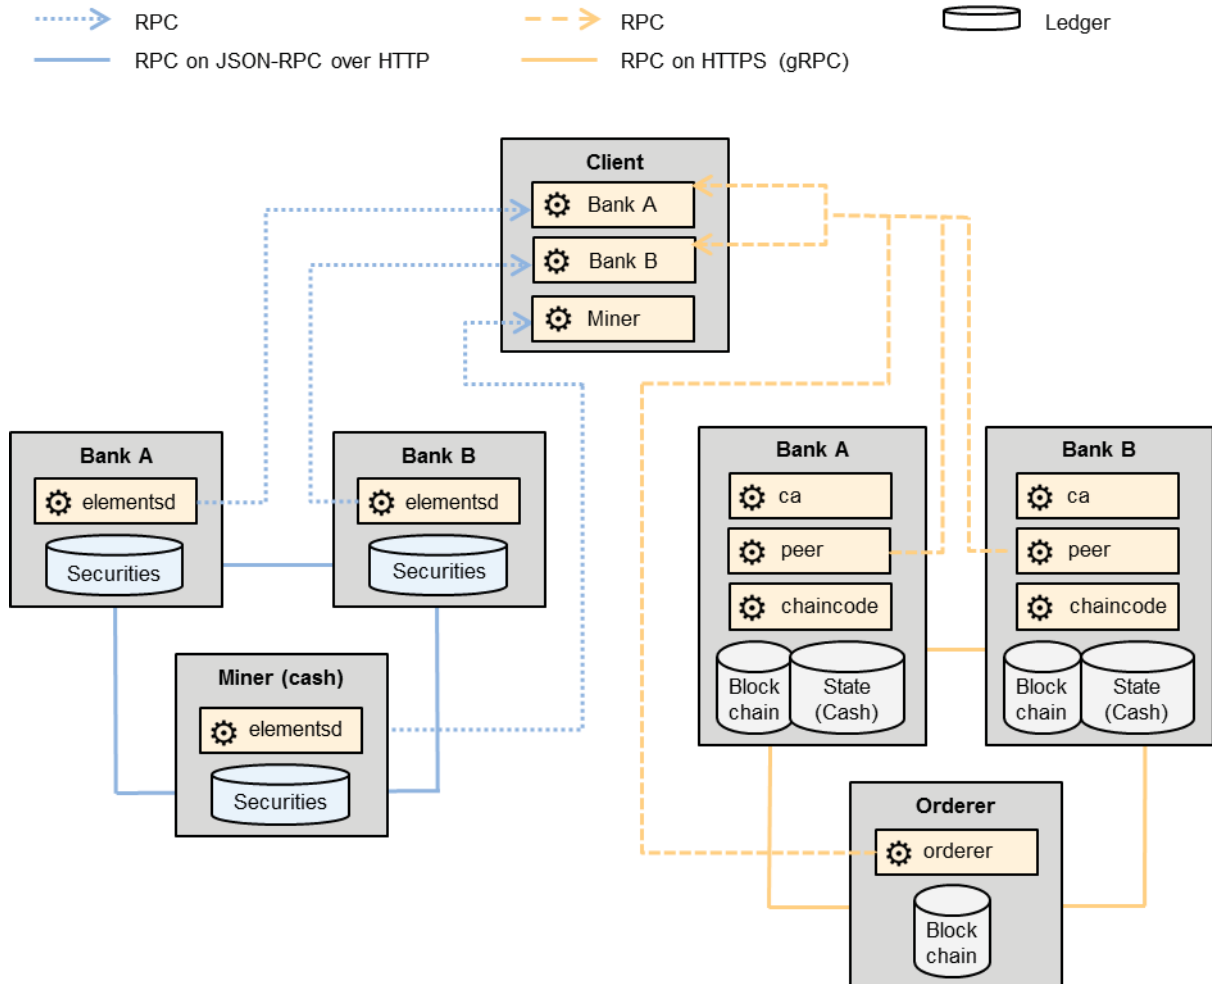 RPC
RPC
Ledger
RPC on JSON-RPC over HTTP
RPC on HTTPS (gRPC)
Client
Bank A
Bank B
Miner
Bank A
elementsd
Securities
Bank B
elementsd
Securities
Miner (cash)
elementsd
Securities
Bank A
ca
peer
chaincode
Block
chain
State
(Cash)
Bank B
ca
peer
chaincode
Block
chain
State
(Cash)
Orderer
orderer
Block
chain